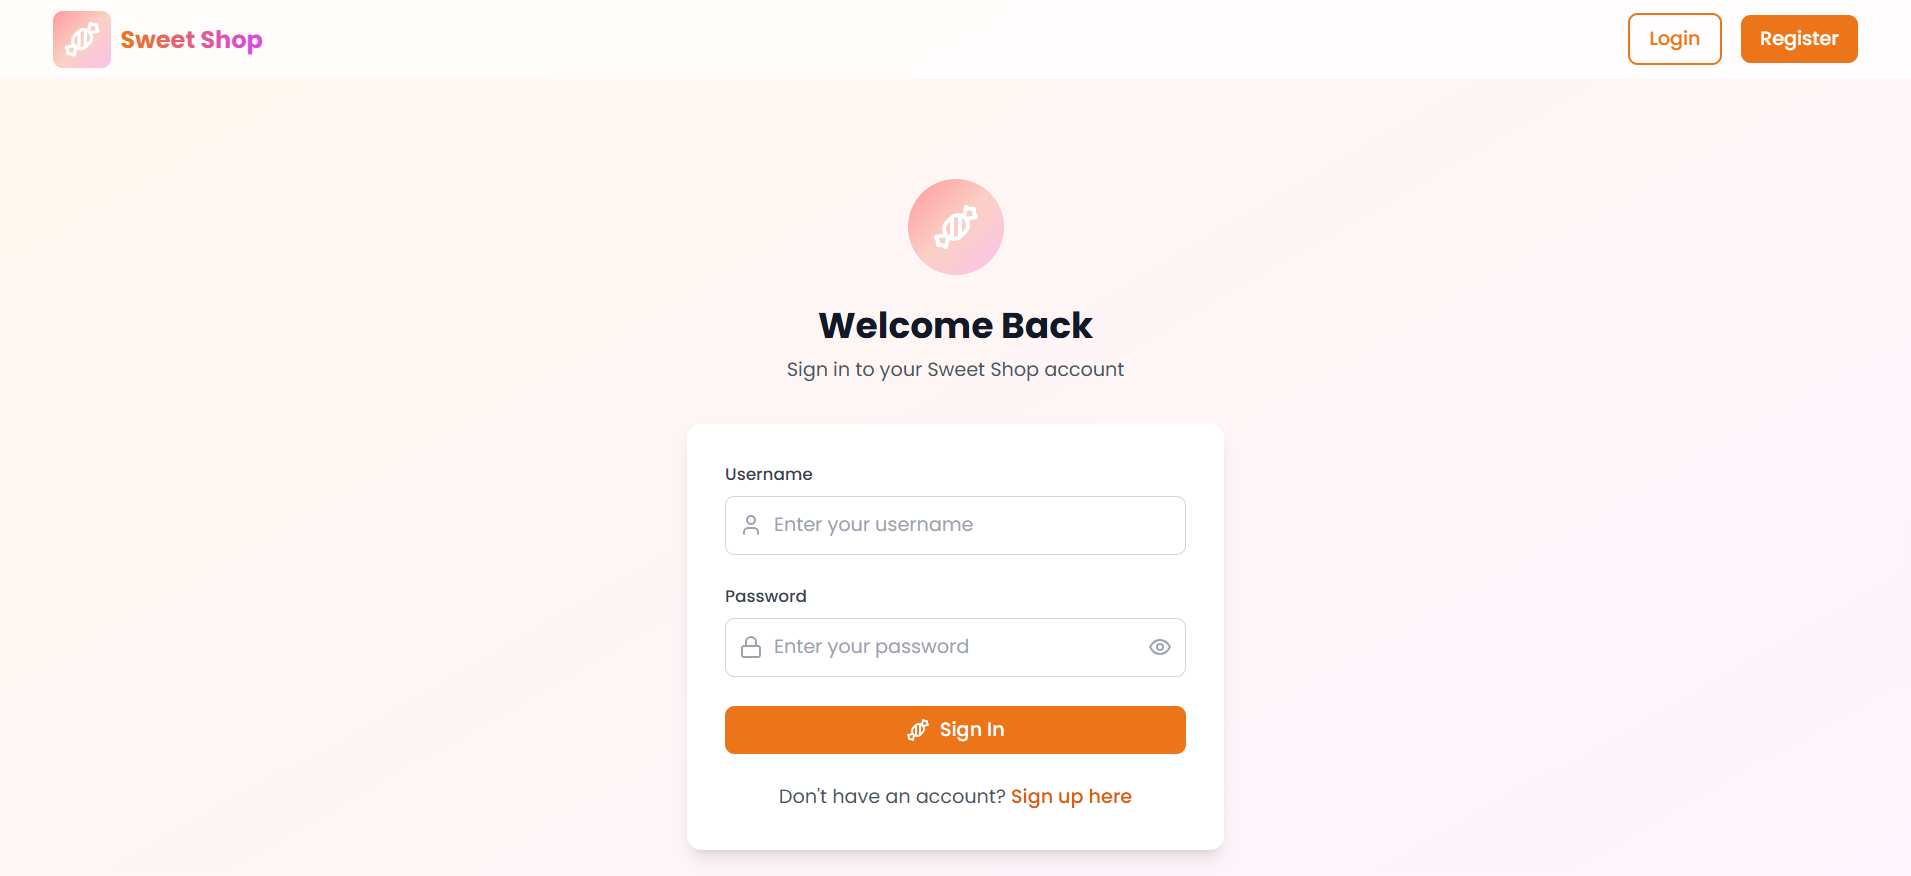 Sweet Shop
Login
Register
Welcome Back
Sign in to your Sweet Shop account
Username
Enter your username
Password
Enter your password
Sign In
Don't have an account? Sign up here